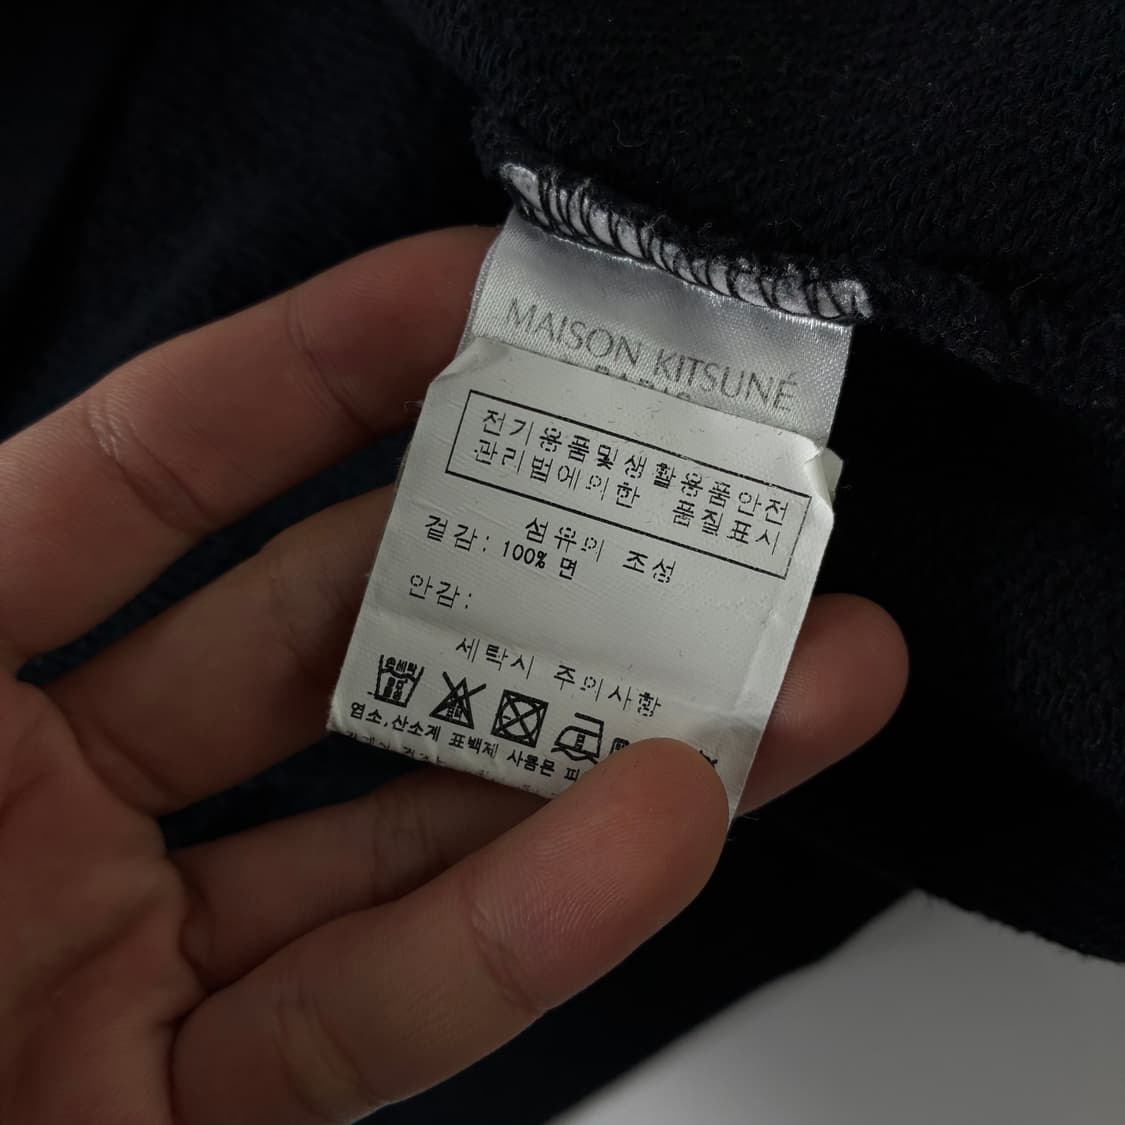 MAISON KITSUNÉ
PARIS
전기용품및생활용품안전
관리법에의한 품질표시
섬유의 조성
겉감: 100% 면
안감:
세탁시 주의사항
염소,산소계 표백제 사용은 피